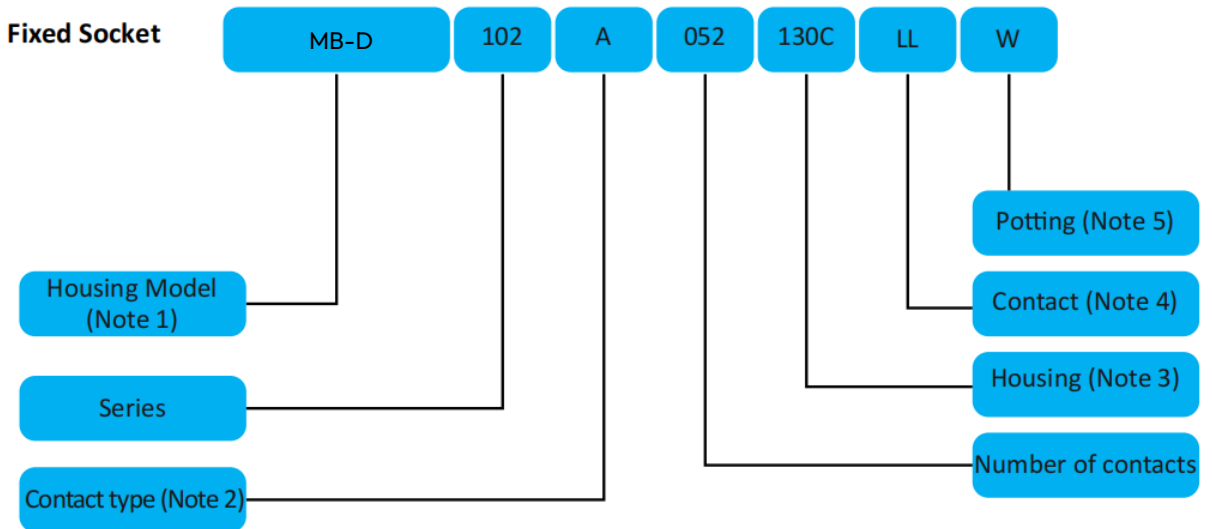 Fixed Socket
MB-D 102 A 052 130C LL W
Potting (Note 5)
Housing Model
(Note 1)
Contact (Note 4)
Housing (Note 3)
Series
Number of contacts
Contact type (Note 2)